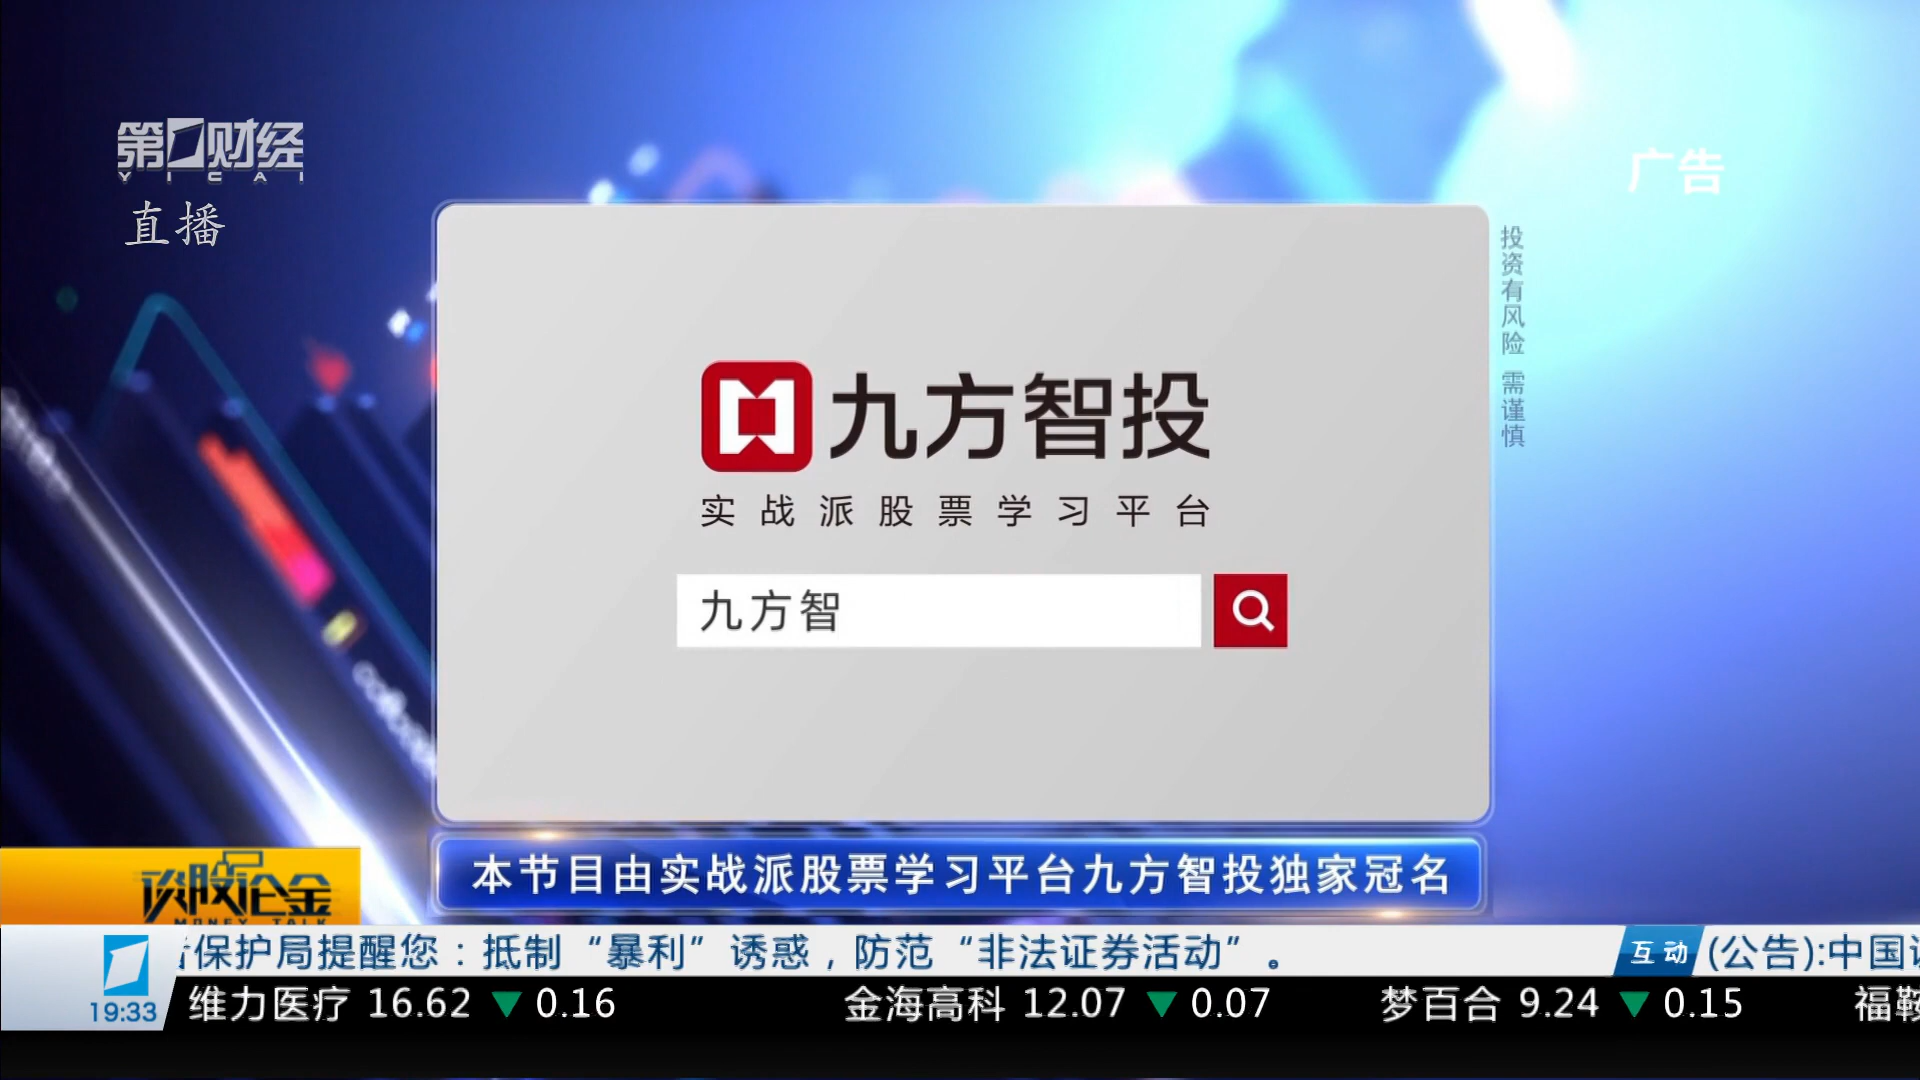 第一财经
YICAI
直播
广告
投资有风险 需谨慎
九方智投
实战派股票学习平台
九方智
谈股论金
MONEY TALK
本节目由实战派股票学习平台九方智投独家冠名
保护局提醒您：抵制“暴利”诱惑，防范“非法证券活动”。
互动
(公告):中国
19:33
维力医疗 16.62 ▼ 0.16
金海高科 12.07 ▼ 0.07
梦百合 9.24 ▼ 0.15
福鞍